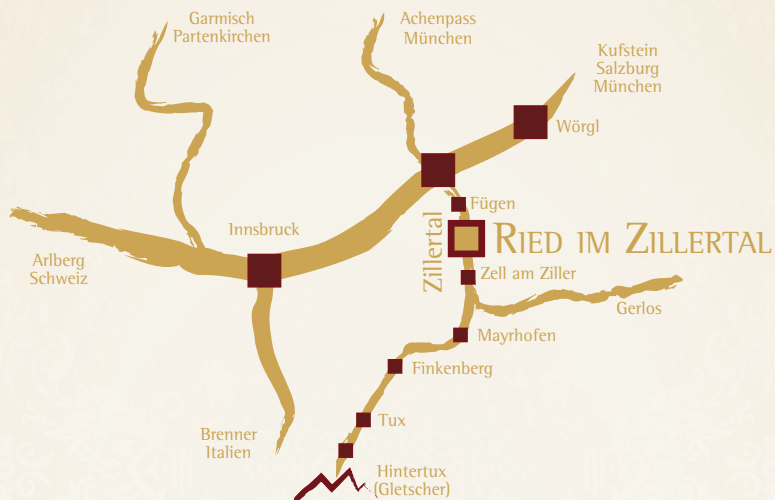 Garmisch
Partenkirchen
Achenpass
München
Kufstein
Salzburg
München
Wörgl
Fügen
Zillertal
RIED IM ZILLERTAL
Innsbruck
Arlberg
Schweiz
Zell am Ziller
Gerlos
Mayrhofen
Finkenberg
Tux
Brenner
Italien
Hintertux
(Gletscher)